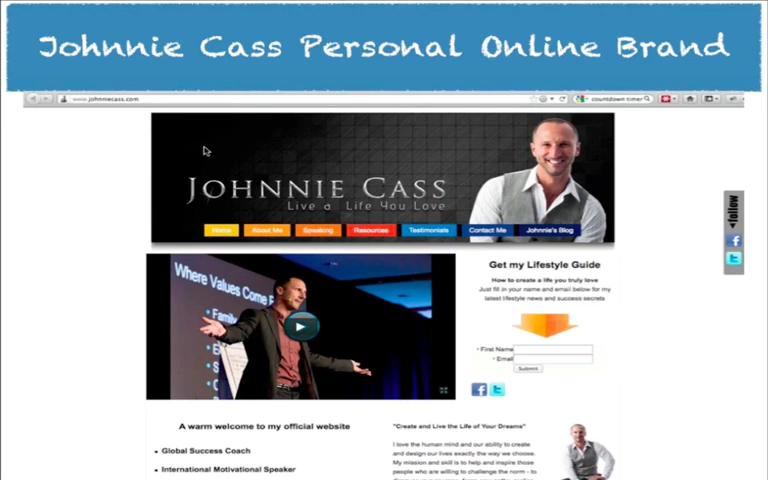 Johnnie Cass Personal Online Brand
www.johnniecass.com
countdown timer
JOHNNIE CASS
Live a Life You Love
Home About Me Speaking Resources Testimonials Contact Me Johnnie's Blog
follow
Where Values Come
Family
Get my Lifestyle Guide
How to create a life you truly love
Just fill in your name and email below for my
latest lifestyle news and success secrets
* First Name
* Email
Submit
A warm welcome to my official website
• Global Success Coach
• International Motivational Speaker
"Create and Live the Life of Your Dreams"
I love the human mind and our ability to create
and design our lives exactly the way we choose.
My mission and skill is to help and inspire those
people who are willing to challenge the norm - to